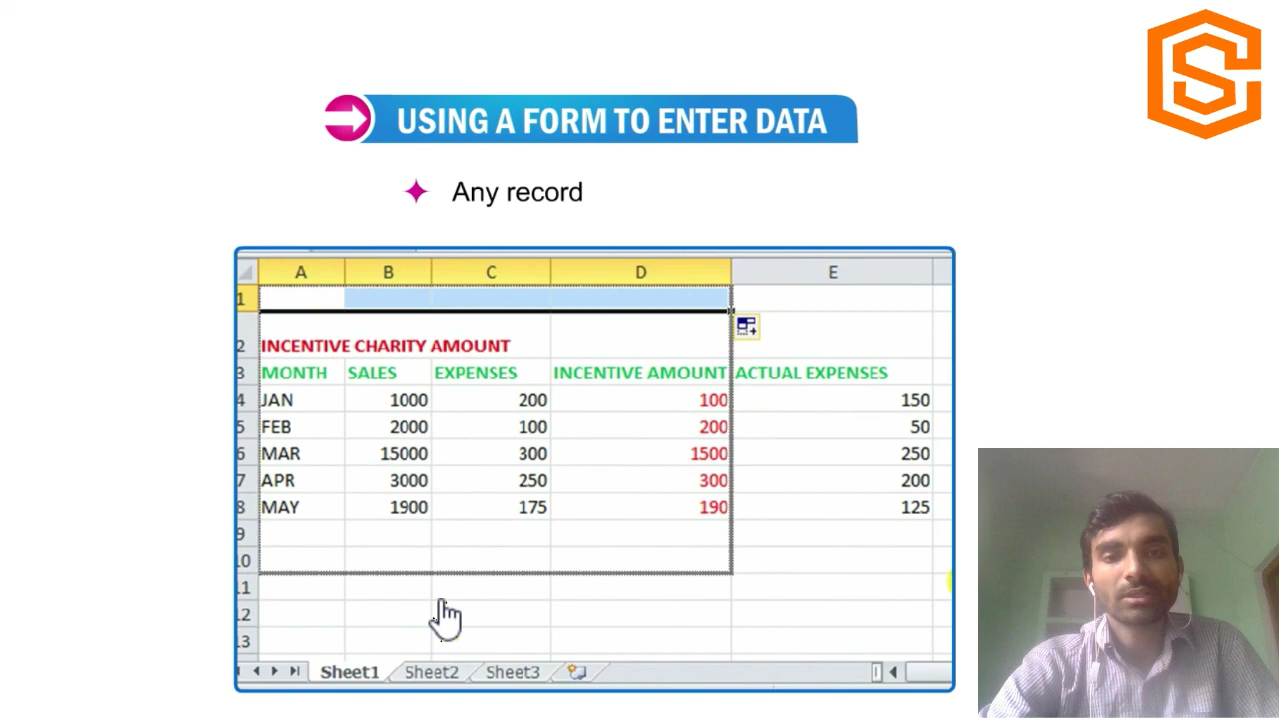 USING A FORM TO ENTER DATA
Any record
A B C D E
1
2 INCENTIVE CHARITY AMOUNT
3 MONTH SALES EXPENSES INCENTIVE AMOUNT ACTUAL EXPENSES
4 JAN 1000 200 100 150
5 FEB 2000 100 200 50
6 MAR 15000 300 1500 250
7 APR 3000 250 300 200
8 MAY 1900 175 190 125
9
10
11
12
13
Sheet1 Sheet2 Sheet3